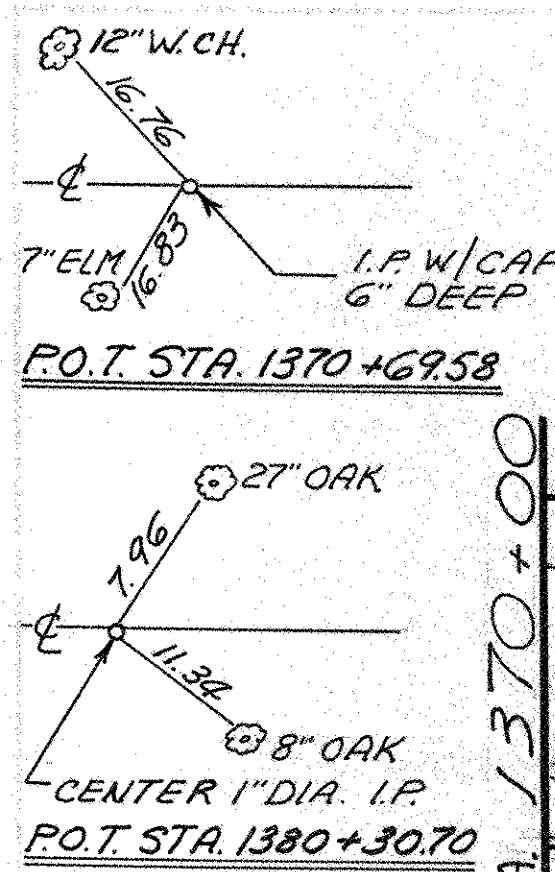 12" W. CH.
16.76
℄
7" ELM
16.83
I.P. W/CAP
6" DEEP
P.O.T. STA. 1370+69.58
27" OAK
7.96
℄
11.34
8" OAK
CENTER 1" DIA. I.P.
P.O.T. STA. 1380+30.70
A. 1370+00